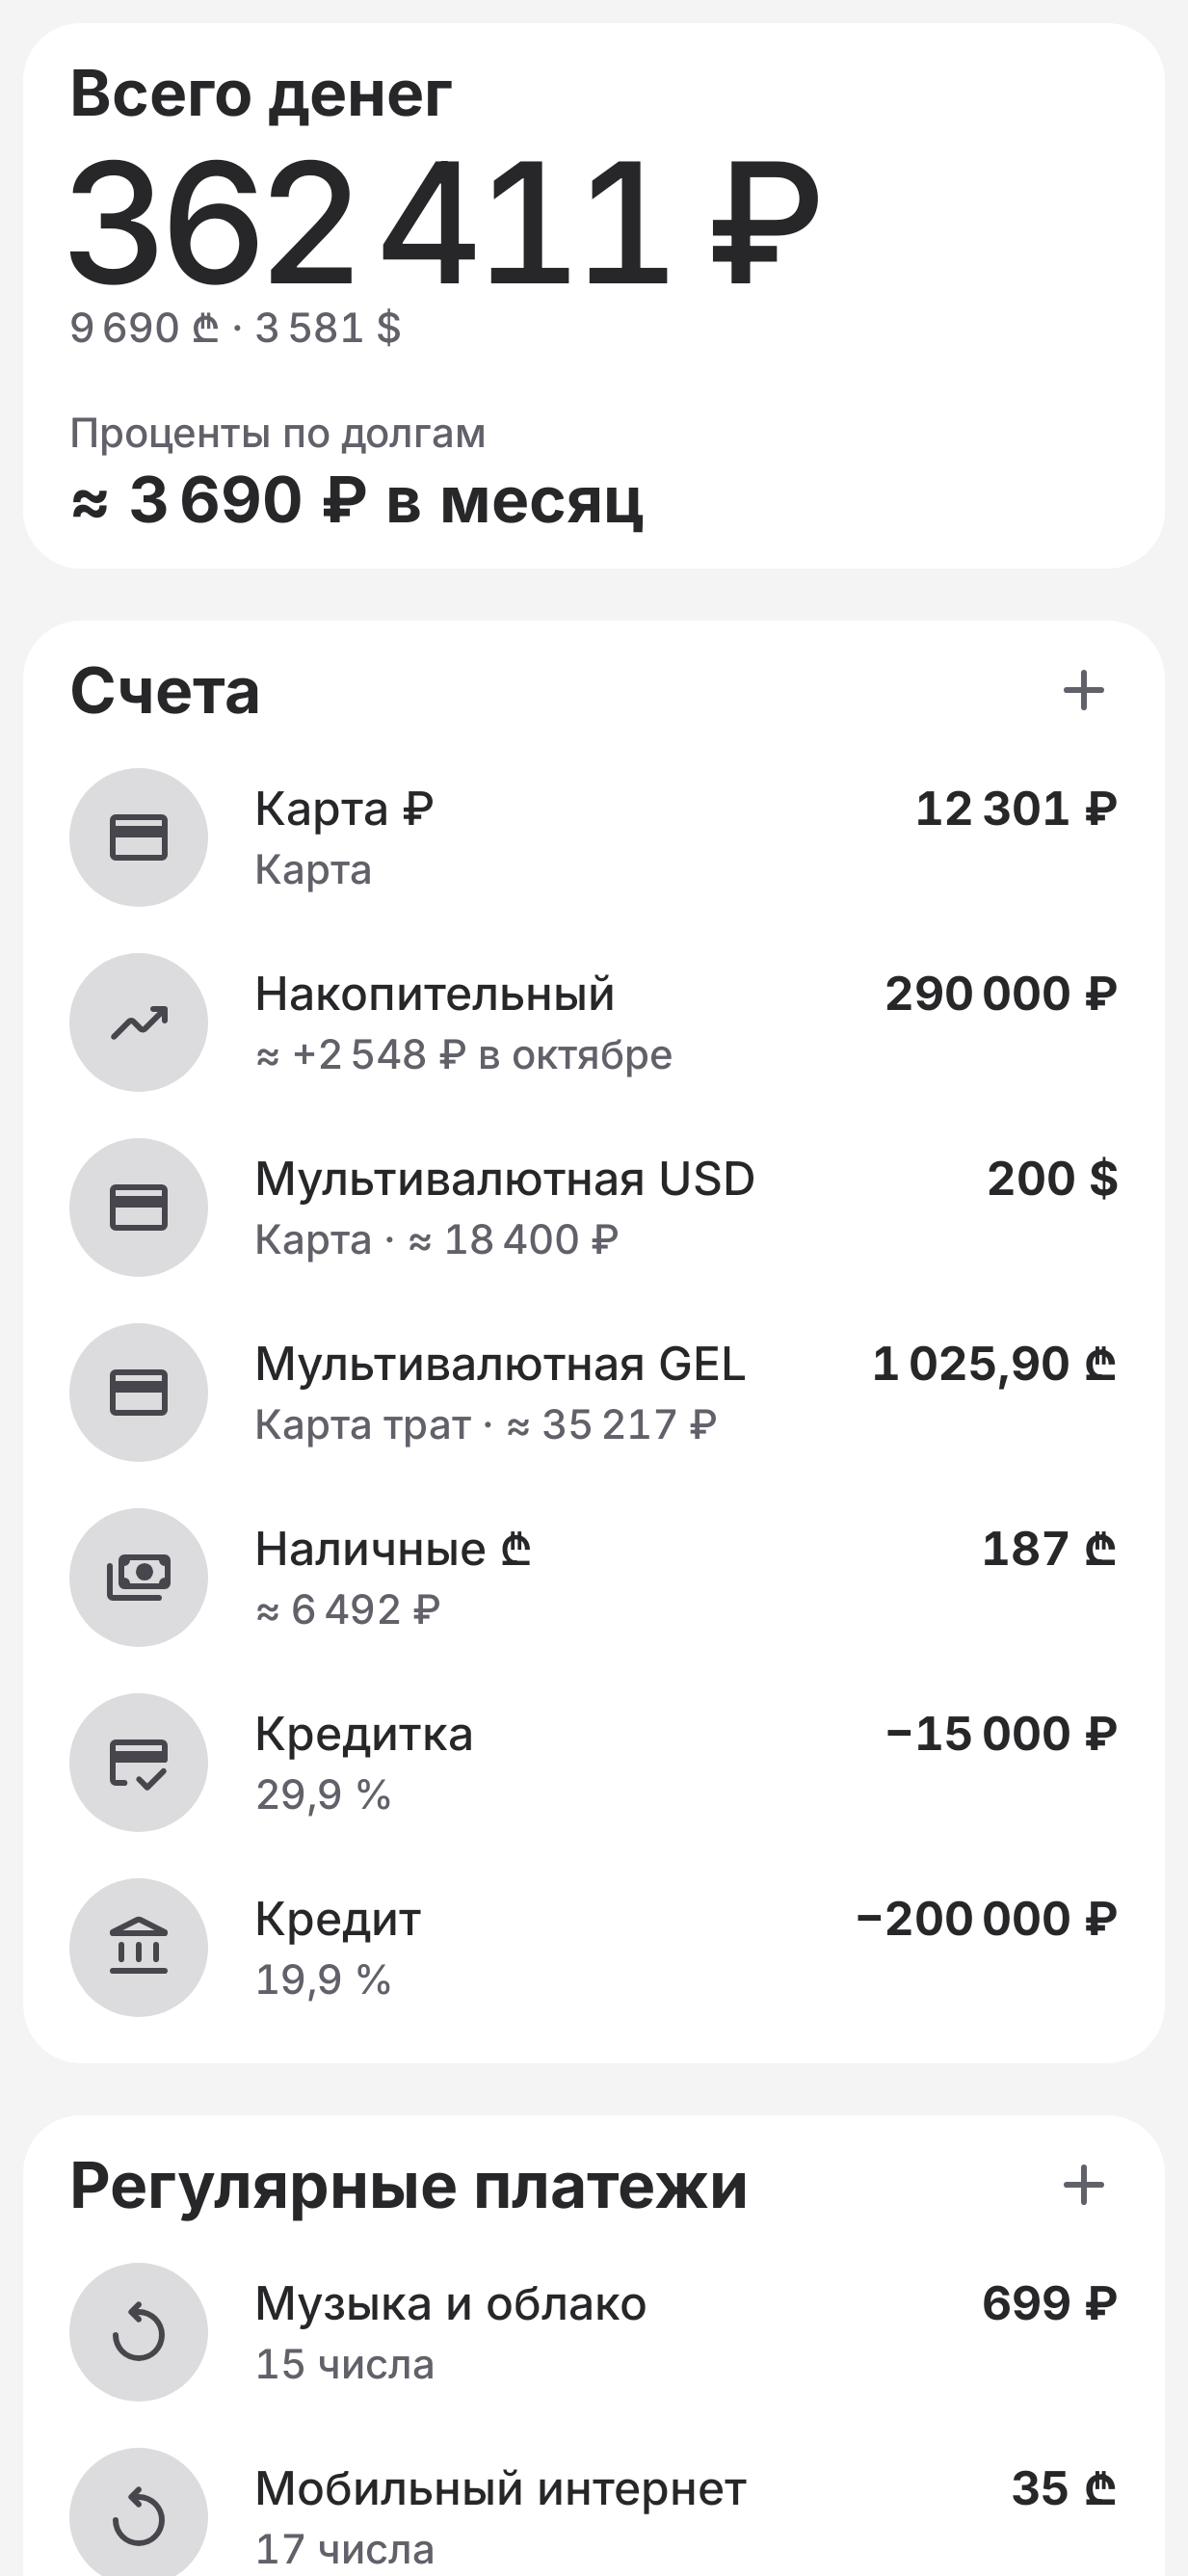 Всего денег
362 411 ₽
9 690 ₾ · 3 581 $
Проценты по долгам
≈ 3 690 ₽ в месяц
Счета
Карта ₽
12 301 ₽
Карта
Накопительный
290 000 ₽
≈ +2 548 ₽ в октябре
Мультивалютная USD
200 $
Карта · ≈ 18 400 ₽
Мультивалютная GEL
1 025,90 ₾
Карта трат · ≈ 35 217 ₽
Наличные ₾
187 ₾
≈ 6 492 ₽
Кредитка
−15 000 ₽
29,9 %
Кредит
−200 000 ₽
19,9 %
Регулярные платежи
Музыка и облако
699 ₽
15 числа
Мобильный интернет
35 ₾
17 числа